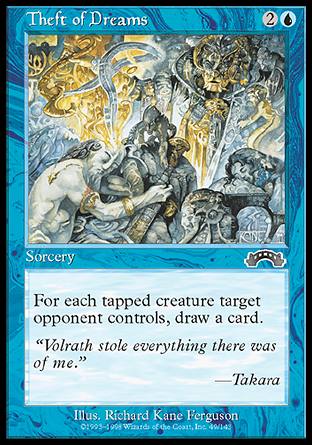 Theft of Dreams 2
Sorcery
For each tapped creature target
opponent controls, draw a card.
“Volrath stole everything there was
of me.”
—Takara
Illus. Richard Kane Ferguson
©1993–1998 Wizards of the Coast, Inc. 49/143